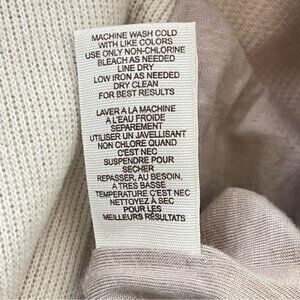 MACHINE WASH COLD
WITH LIKE COLORS
USE ONLY NON-CHLORINE
BLEACH AS NEEDED
LINE DRY
LOW IRON AS NEEDED
DRY CLEAN
FOR BEST RESULTS
LAVER A LA MACHINE
A L'EAU FROIDE
SEPAREMENT
UTILISER UN JAVELLISANT
NON CHLORE QUAND
C'EST NEC
SUSPENDRE POUR
SECHER
REPASSER, AU BESOIN,
A TRES BASSE
TEMPERATURE C'EST NEC
NETTOYEZ À SEC
POUR LES
MEILLEURS RÉSULTATS